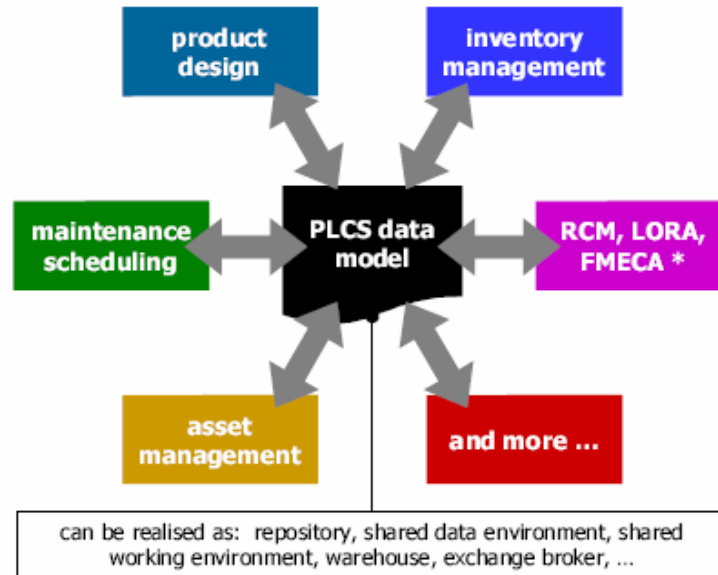 product
design
inventory
management
maintenance
scheduling
PLCS data
model
RCM, LORA,
FMECA *
asset
management
and more ...
can be realised as: repository, shared data environment, shared
working environment, warehouse, exchange broker, ...